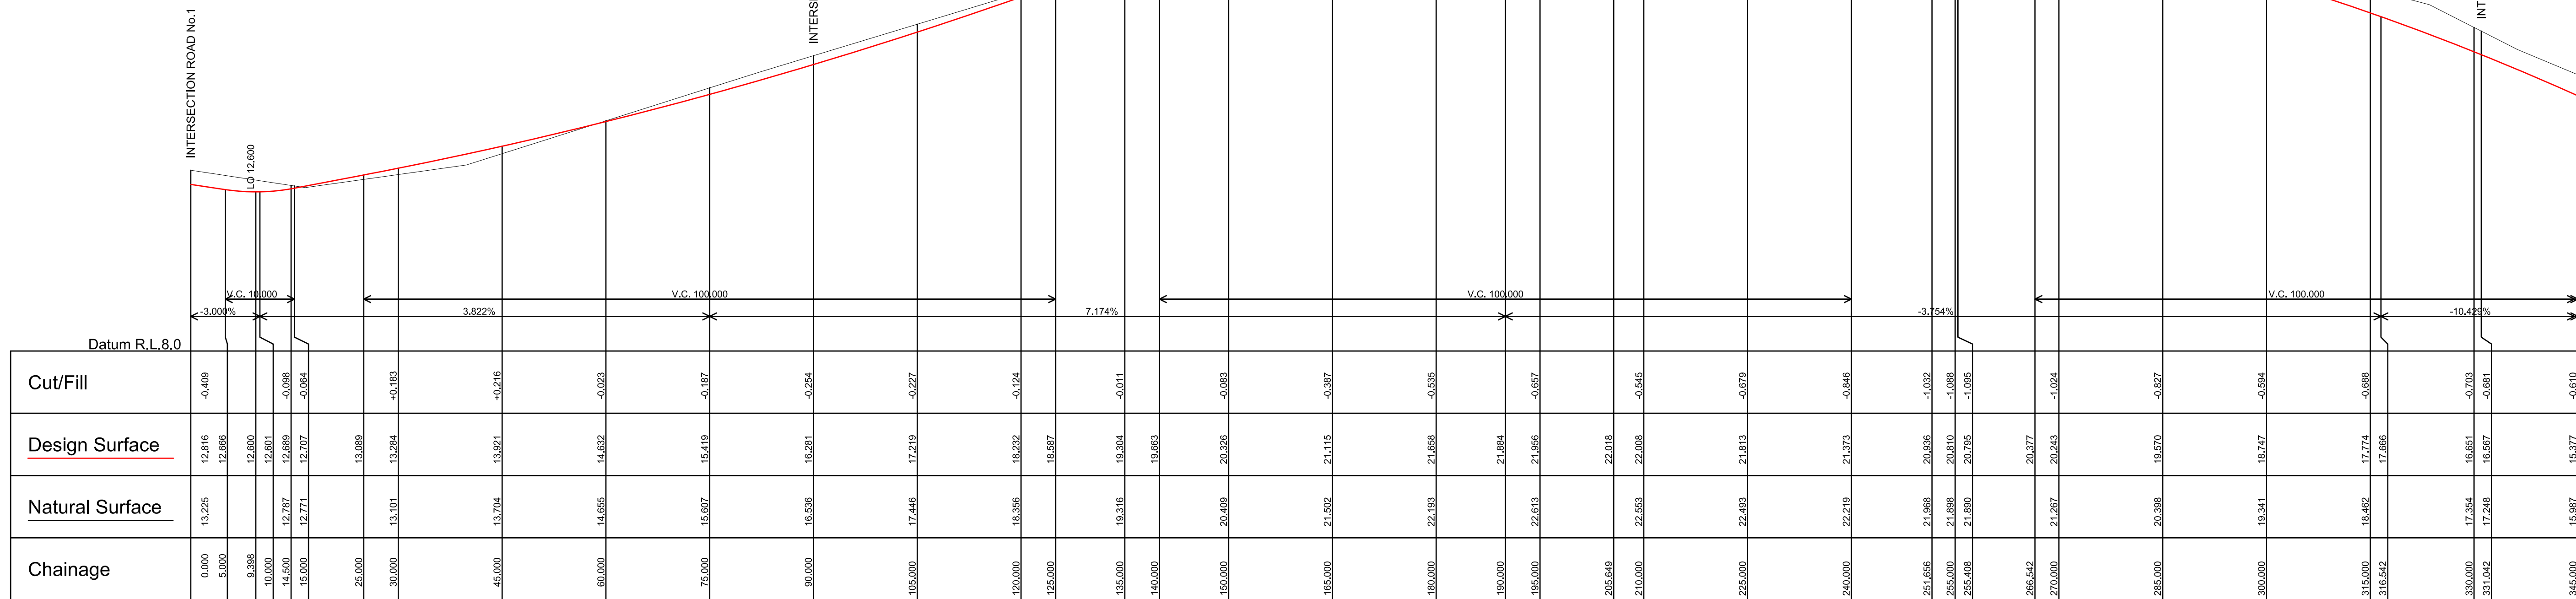 INTERSECTION ROAD No.1
LO 12.600
INTERS
INT
V.C. 10.000
V.C. 100.000
V.C. 100.000
V.C. 100.000
-3.000%
3.822%
7.174%
-3.754%
-10.429%
Datum R.L.8.0
Cut/Fill -0.409 -0.098 -0.064 +0.183 +0.216 -0.023 -0.187 -0.254 -0.227 -0.124 -0.011 -0.083 -0.387 -0.535 -0.657 -0.545 -0.679 -0.846 -1.032 -1.088 -1.095 -1.024 -0.827 -0.594 -0.688 -0.703 -0.681 -0.610
Design Surface 12.816 12.666 12.600 12.601 12.689 12.707 13.089 13.284 13.921 14.632 15.419 16.281 17.219 18.232 18.587 19.304 19.663 20.326 21.115 21.658 21.884 21.956 22.018 22.008 21.813 21.373 20.936 20.810 20.795 20.377 20.243 19.570 18.747 17.774 17.666 16.651 16.567 15.377
Natural Surface 13.225 12.787 12.771 13.101 13.704 14.655 15.607 16.536 17.446 18.356 19.316 20.409 21.502 22.193 22.613 22.553 22.493 22.219 21.968 21.898 21.890 21.267 20.398 19.341 18.462 17.354 17.248 15.987
Chainage 0.000 5.000 9.398 10.000 14.500 15.000 25.000 30.000 45.000 60.000 75.000 90.000 105.000 120.000 125.000 135.000 140.000 150.000 165.000 180.000 190.000 195.000 205.649 210.000 225.000 240.000 251.656 255.000 255.408 266.542 270.000 285.000 300.000 315.000 316.542 330.000 331.042 345.000